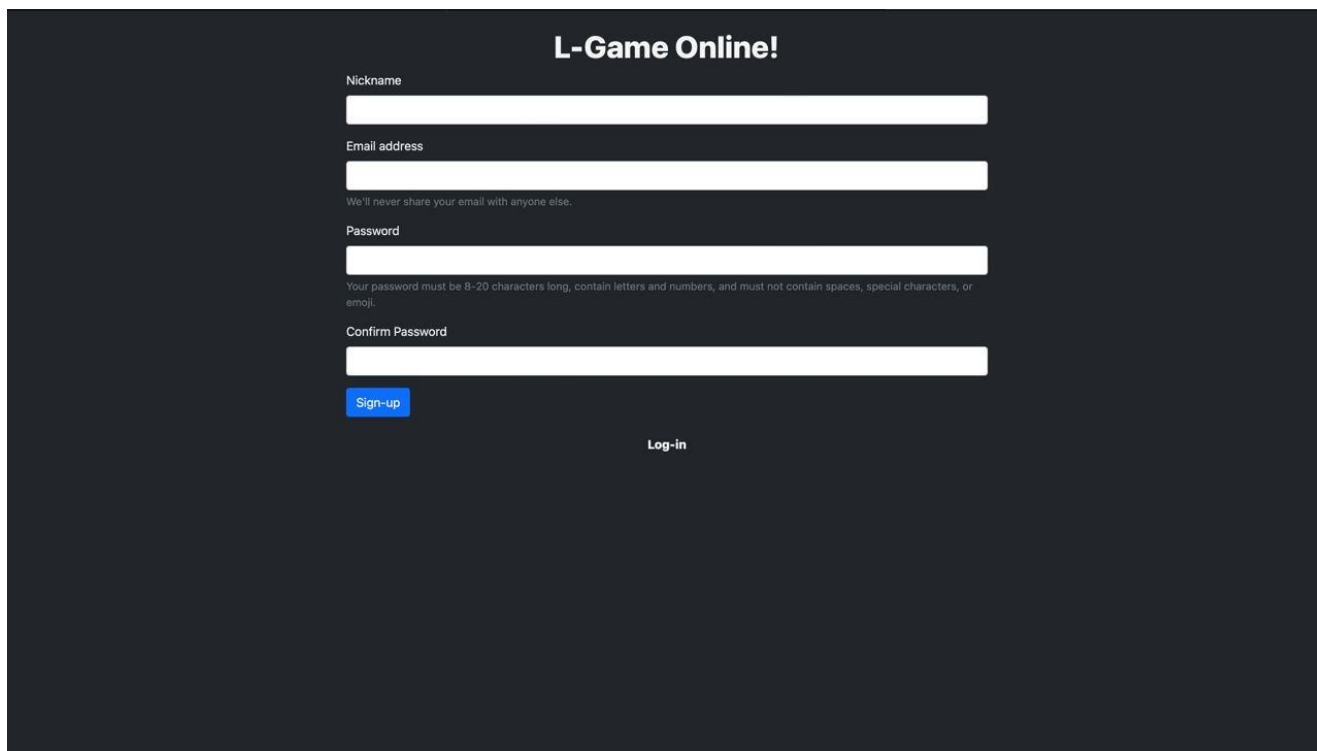 L-Game Online!
Nickname
Email address
We'll never share your email with anyone else.
Password
Your password must be 8-20 characters long, contain letters and numbers, and must not contain spaces, special characters, or
emoji.
Confirm Password
Sign-up
Log-in